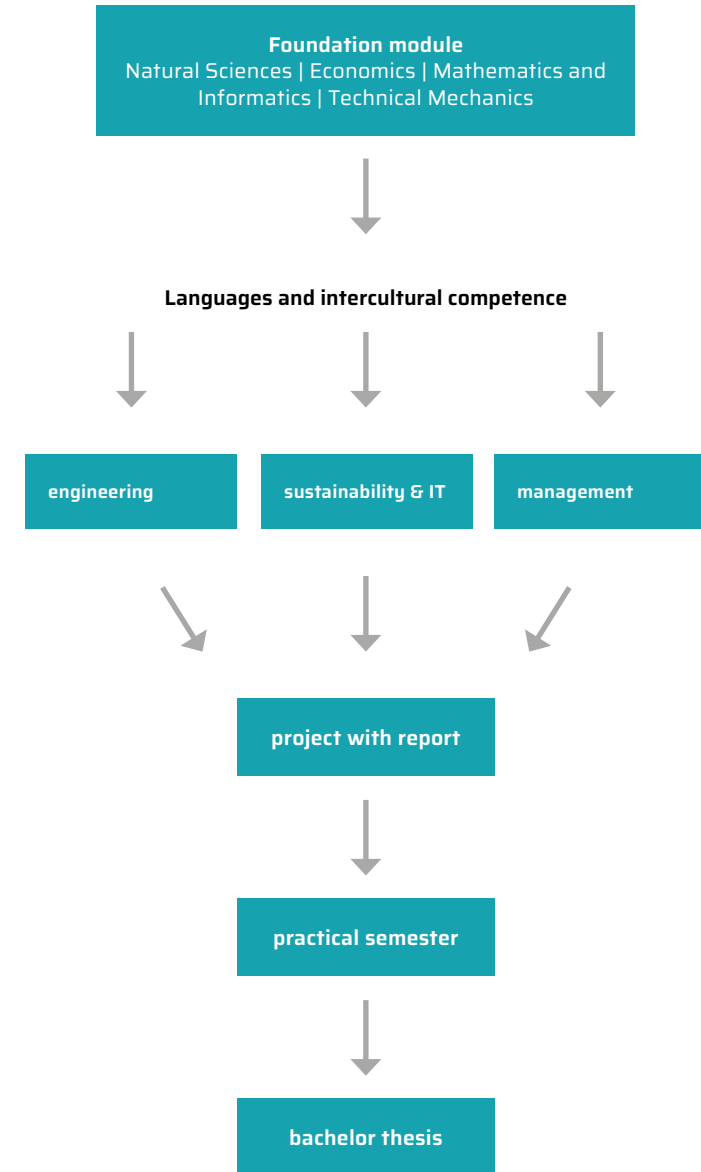 Foundation module
Natural Sciences | Economics | Mathematics and
Informatics | Technical Mechanics
Languages and intercultural competence
engineering
sustainability & IT
management
project with report
practical semester
bachelor thesis